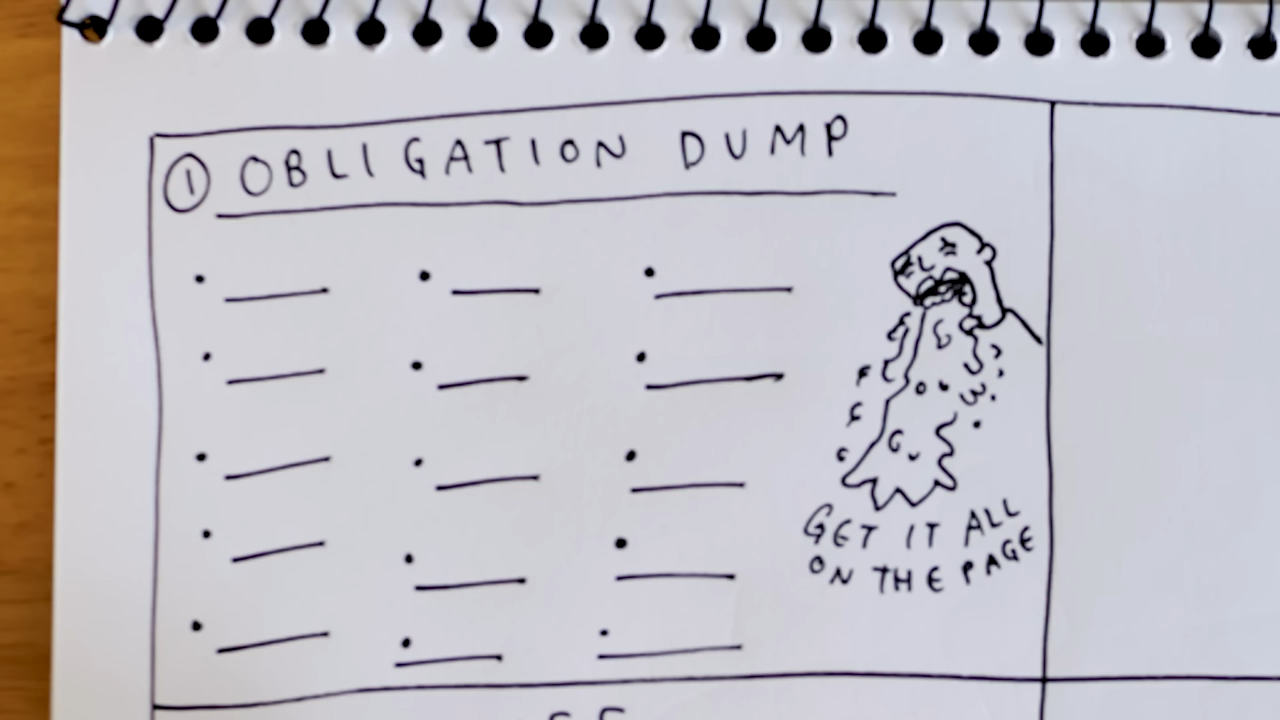 ① OBLIGATION DUMP
GET IT ALL
ON THE PAGE